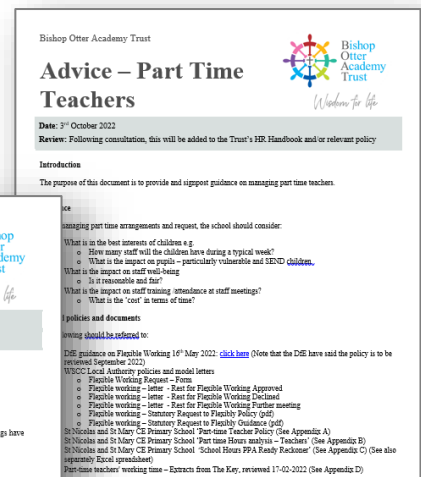 Bishop Otter Academy Trust
Bishop
Otter
Academy
Trust
Wisdom for life
Advice – Part Time
Teachers
Date: 3rd October 2022
Review: Following consultation, this will be added to the Trust's HR Handbook and/or relevant policy
Introduction
The purpose of this document is to provide and signpost guidance on managing part time teachers.
nce
anaging part time arrangements and request, the school should consider:
What is in the best interests of children e.g.
o How many staff will the children have during a typical week?
o What is the impact on pupils – particularly vulnerable and SEND children.
What is the impact on staff well-being
o Is it reasonable and fair?
What is the impact on staff training /attendance at staff meetings?
o What is the 'cost' in terms of time?
l policies and documents
lowing should be referred to:
DfE guidance on Flexible Working 16th May 2022: click here (Note that the DfE have said the policy is to be
reviewed September 2022)
WSCC Local Authority policies and model letters
o Flexible Working Request – Form
o Flexible working – letter - Rest for Flexible Working Approved
o Flexible working – letter - Rest for Flexible Working Declined
o Flexible working – letter - Rest for Flexible Working Further meeting
o Flexible working – Statutory Request to Flexibly Policy (pdf)
o Flexible working – Statutory Request to Flexibly Guidance (pdf)
St Nicolas and St Mary CE Primary School 'Part-time Teacher Policy (See Appendix A)
St Nicolas and St Mary CE Primary School 'Part time Hours analysis – Teachers' (See Appendix B)
St Nicolas and St Mary CE Primary School 'School Hours PPA Ready Reckoner' (See Appendix C) (See also
separately Excel spreadsheet)
Part-time teachers' working time – Extracts from The Key, reviewed 17-02-2022 (See Appendix D)
op
r
my
st
life
gs have